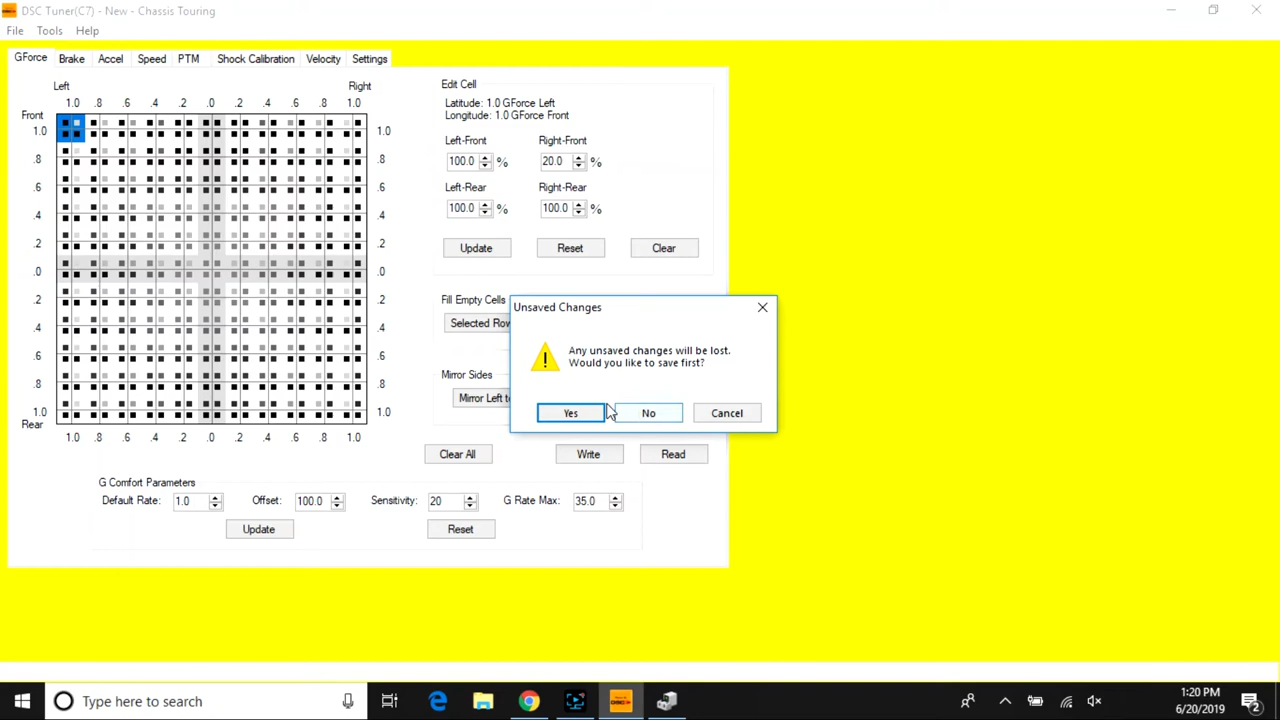 DSC Tuner(C7) - New - Chassis Touring
File Tools Help
GForce Brake Accel Speed PTM Shock Calibration Velocity Settings
Left Right
1.0 .8 .6 .4 .2 .0 .2 .4 .6 .8 1.0
Front
1.0 1.0
.8 .8
.6 .6
.4 .4
.2 .2
.0 .0
.2 .2
.4 .4
.6 .6
.8 .8
1.0 1.0
Rear
1.0 .8 .6 .4 .2 .0 .2 .4 .6 .8 1.0
Edit Cell
Latitude: 1.0 GForce Left
Longitude: 1.0 GForce Front
Left-Front Right-Front
100.0 % 20.0 %
Left-Rear Right-Rear
100.0 % 100.0 %
Update Reset Clear
Fill Empty Cells
Selected Row
Mirror Sides
Mirror Left to
Unsaved Changes
Any unsaved changes will be lost.
Would you like to save first?
Yes No Cancel
Clear All Write Read
G Comfort Parameters
Default Rate: 1.0 Offset: 100.0 Sensitivity: 20 G Rate Max: 35.0
Update Reset
Type here to search
1:20 PM
6/20/2019
2